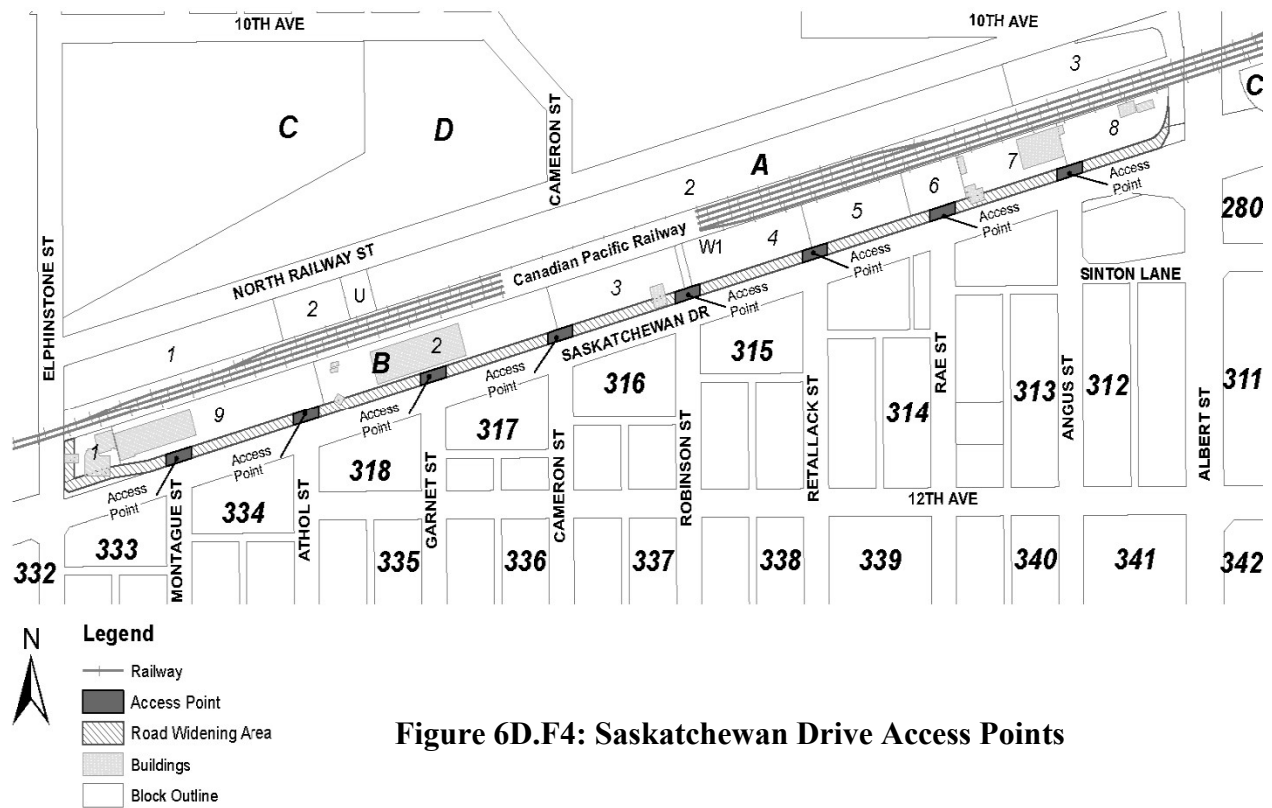 10TH AVE
10TH AVE
3
C
C
D
CAMERON ST
A
2
8
7
6
5
4
W1
Access
Point
280
ELPHINSTONE ST
NORTH RAILWAY ST
Canadian Pacific Railway
2
U
1
3
Access
Point
Access
Point
SINTON LANE
Access
Point
SASKATCHEWAN DR
B
2
9
1
Access
Point
Access
Point
Access
Point
Access
Point
Access
Point
315
316
317
318
334
333
332
314
313
312
311
RAE ST
ANGUS ST
ALBERT ST
RETALLACK ST
ROBINSON ST
CAMERON ST
GARNET ST
ATHOL ST
MONTAGUE ST
12TH AVE
335
336
337
338
339
340
341
342
N
Legend
Railway
Access Point
Road Widening Area
Buildings
Block Outline
Figure 6D.F4: Saskatchewan Drive Access Points